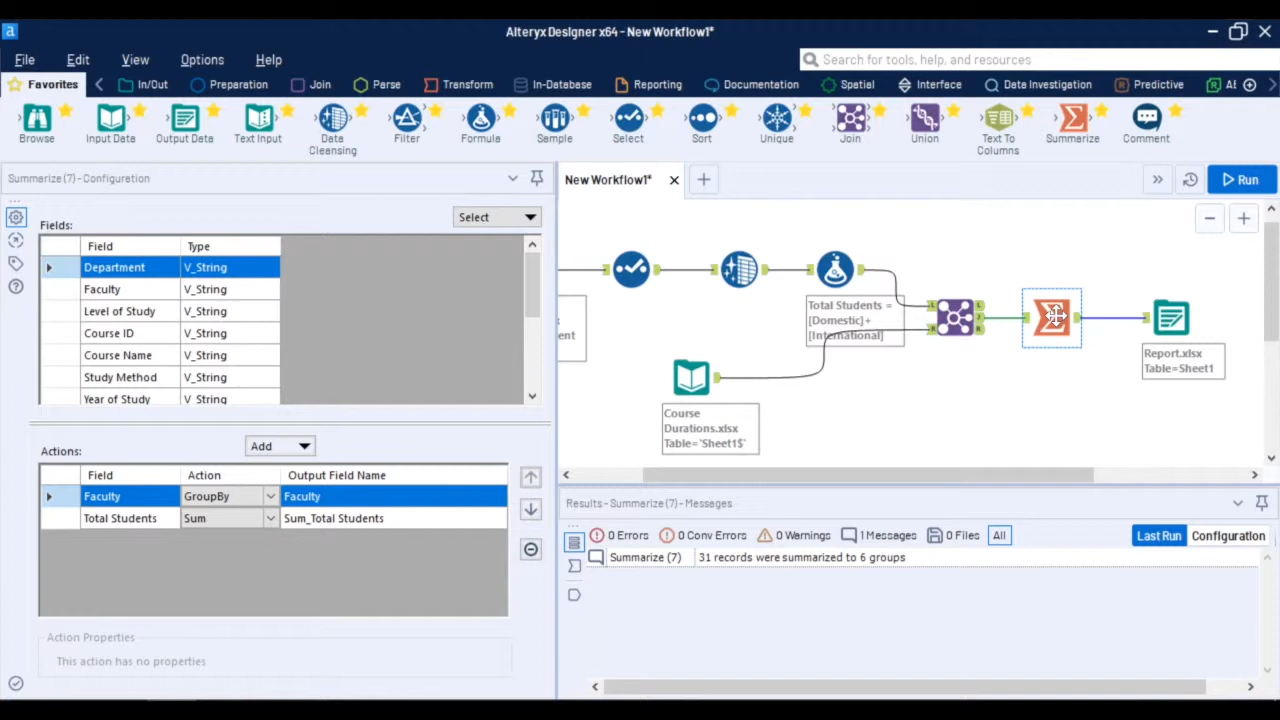 a
Alteryx Designer x64 - New Workflow1*
File Edit View Options Help
Search for tools, help, and resources
Favorites In/Out Preparation Join Parse Transform In-Database Reporting Documentation Spatial Interface Data Investigation Predictive
Browse Input Data Output Data Text Input Data Cleansing Filter Formula Sample Select Sort Unique Join Union Text To Columns Summarize Comment
Summarize (7) - Configuration
New Workflow1*
Run
Fields:
Select
Field Type
Department V_String
Faculty V_String
Level of Study V_String
Course ID V_String
Course Name V_String
Study Method V_String
Year of Study V_String
Actions:
Add
Field Action Output Field Name
Faculty GroupBy Faculty
Total Students Sum Sum_Total Students
Action Properties
This action has no properties
ent
Total Students =
[Domestic]+
[International]
L
R
L
J
R
Report.xlsx
Table=Sheet1
Course
Durations.xlsx
Table=`Sheet1$`
Results - Summarize (7) - Messages
0 Errors 0 Conv Errors 0 Warnings 1 Messages 0 Files All
Last Run Configuration
Summarize (7) 31 records were summarized to 6 groups